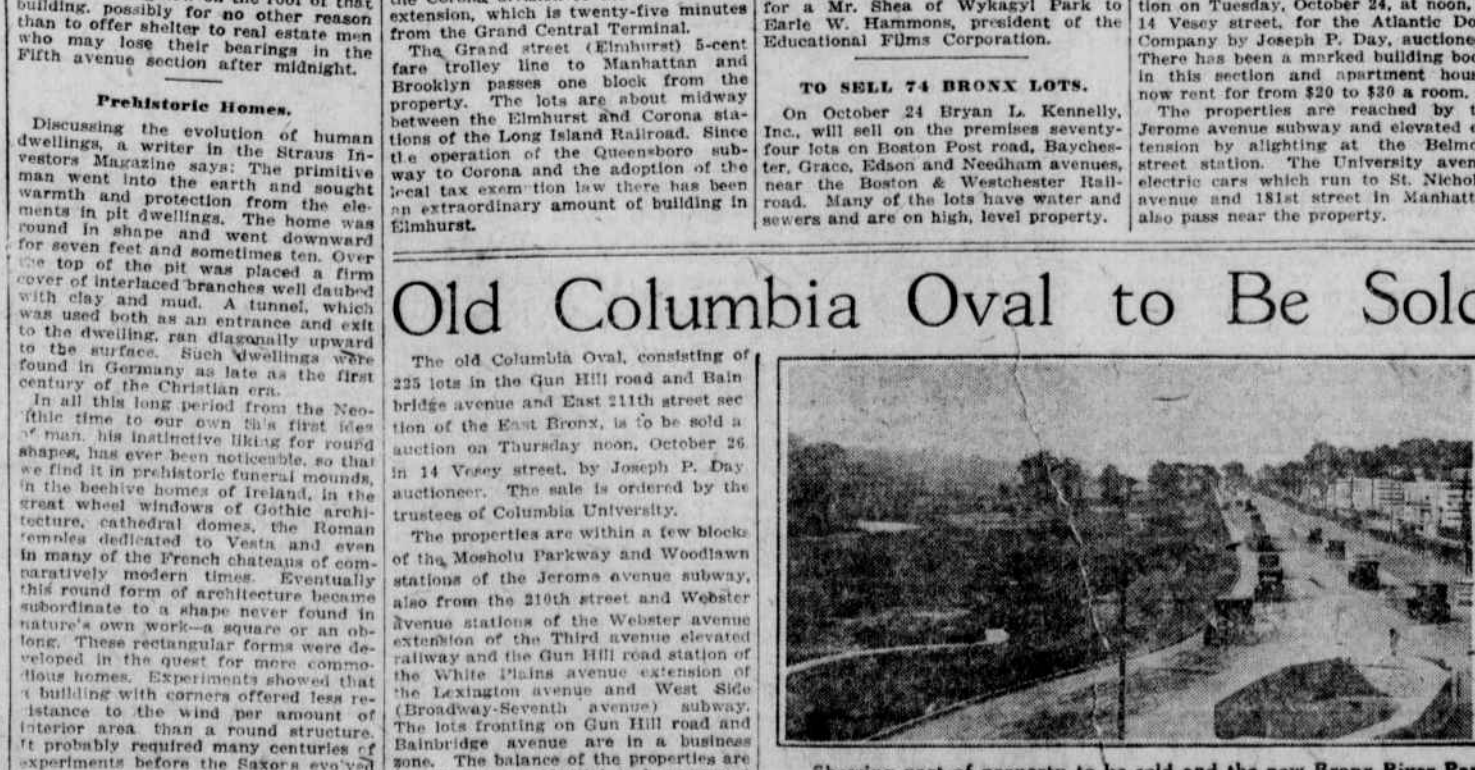 building, possibly for no other reason
than to offer shelter to real estate men
who may lose their bearings in the
Fifth avenue section after midnight.
Prehistoric Homes.
Discussing the evolution of human
dwellings, a writer in the Straus In-
vestors Magazine says: The primitive
man went into the earth and sought
warmth and protection from the ele-
ments in pit dwellings. The home was
round in shape and went downward
for seven feet and sometimes ten. Over
the top of the pit was placed a firm
cover of interlaced branches well daubed
with clay and mud. A tunnel, which
was used both as an entrance and exit
to the dwelling, ran diagonally upward
to the surface. Such dwellings were
found in Germany as late as the first
century of the Christian era.
In all this long period from the Neo-
lithic time to our own this first idea
of man, his instinctive liking for round
shapes, has ever been noticeable, so that
we find it in prehistoric funeral mounds,
in the beehive homes of Ireland, in the
great wheel windows of Gothic archi-
tecture, cathedral domes, the Roman
temples dedicated to Vesta and even
in many of the French chateaus of com-
paratively modern times. Eventually
this round form of architecture became
subordinate to a shape never found in
nature's own work—a square or an ob-
long. These rectangular forms were de-
veloped in the quest for more commo-
dious homes. Experiments showed that
a building with corners offered less re-
istance to the wind per amount of
interior area than a round structure.
It probably required many centuries of
experiments before the Saxons evolved
extension, which is twenty-five minutes
from the Grand Central Terminal.
The Grand street (Elmhurst) 5-cent
fare trolley line to Manhattan and
Brooklyn passes one block from the
property. The lots are about midway
between the Elmhurst and Corona sta-
tions of the Long Island Railroad. Since
the operation of the Queensboro sub-
way to Corona and the adoption of the
local tax exemption law there has been
an extraordinary amount of building in
Elmhurst.
for a Mr. Shea of Wykagyl Park to
Earle W. Hammons, president of the
Educational Films Corporation.
TO SELL 74 BRONX LOTS.
On October 24 Bryan L. Kennelly,
Inc., will sell on the premises seventy-
four lots on Boston Post road, Bayches-
ter, Grace, Edson and Needham avenues,
near the Boston & Westchester Rail-
road. Many of the lots have water and
sewers and are on high, level property.
tion on Tuesday, October 24, at noon,
14 Vesey street, for the Atlantic Do
Company by Joseph P. Day, auctionee
There has been a marked building boo
in this section and apartment hous
now rent for from $20 to $30 a room.
The properties are reached by t
Jerome avenue subway and elevated e
tension by alighting at the Belmo
street station. The University aven
electric cars which run to St. Nichol
avenue and 181st street in Manhatt
also pass near the property.
Old Columbia Oval to Be Sold
The old Columbia Oval, consisting of
225 lots in the Gun Hill road and Bain
bridge avenue and East 211th street sec
tion of the East Bronx, is to be sold a
auction on Thursday noon, October 26
in 14 Vesey street, by Joseph P. Day
auctioneer. The sale is ordered by the
trustees of Columbia University.
The properties are within a few blocks
of the Mosholu Parkway and Woodlawn
stations of the Jerome avenue subway,
also from the 210th street and Webster
avenue stations of the Webster avenue
extension of the Third avenue elevated
railway and the Gun Hill road station of
the White Plains avenue extension of
the Lexington avenue and West Side
(Broadway-Seventh avenue) subway.
The lots fronting on Gun Hill road and
Bainbridge avenue are in a business
zone. The balance of the properties are